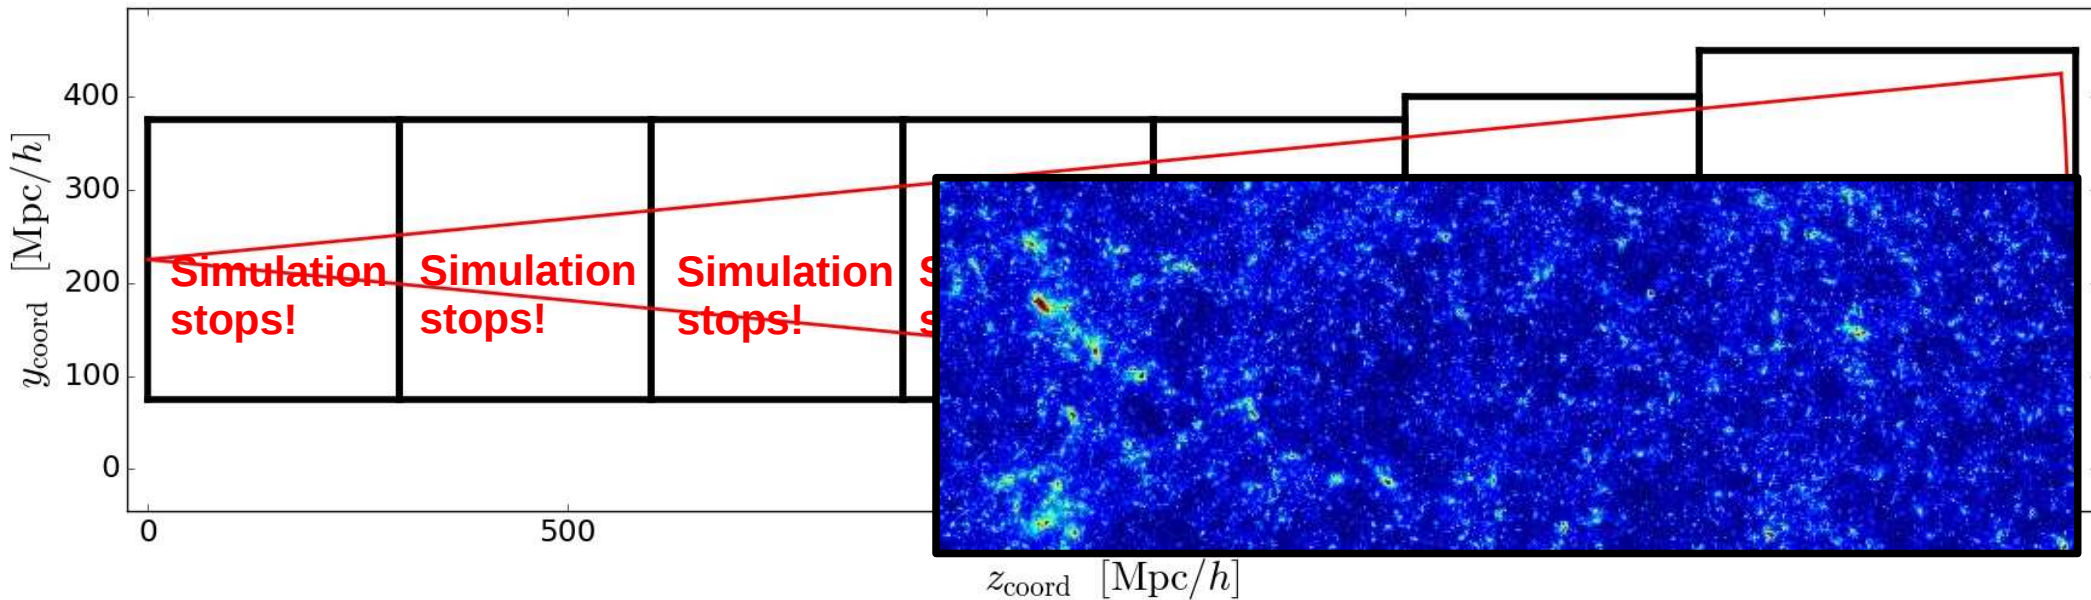 400
300
200
100
0
y_coord [Mpc/h]
Simulation
stops!
Simulation
stops!
Simulation
stops!
S
s
0
500
z_coord [Mpc/h]